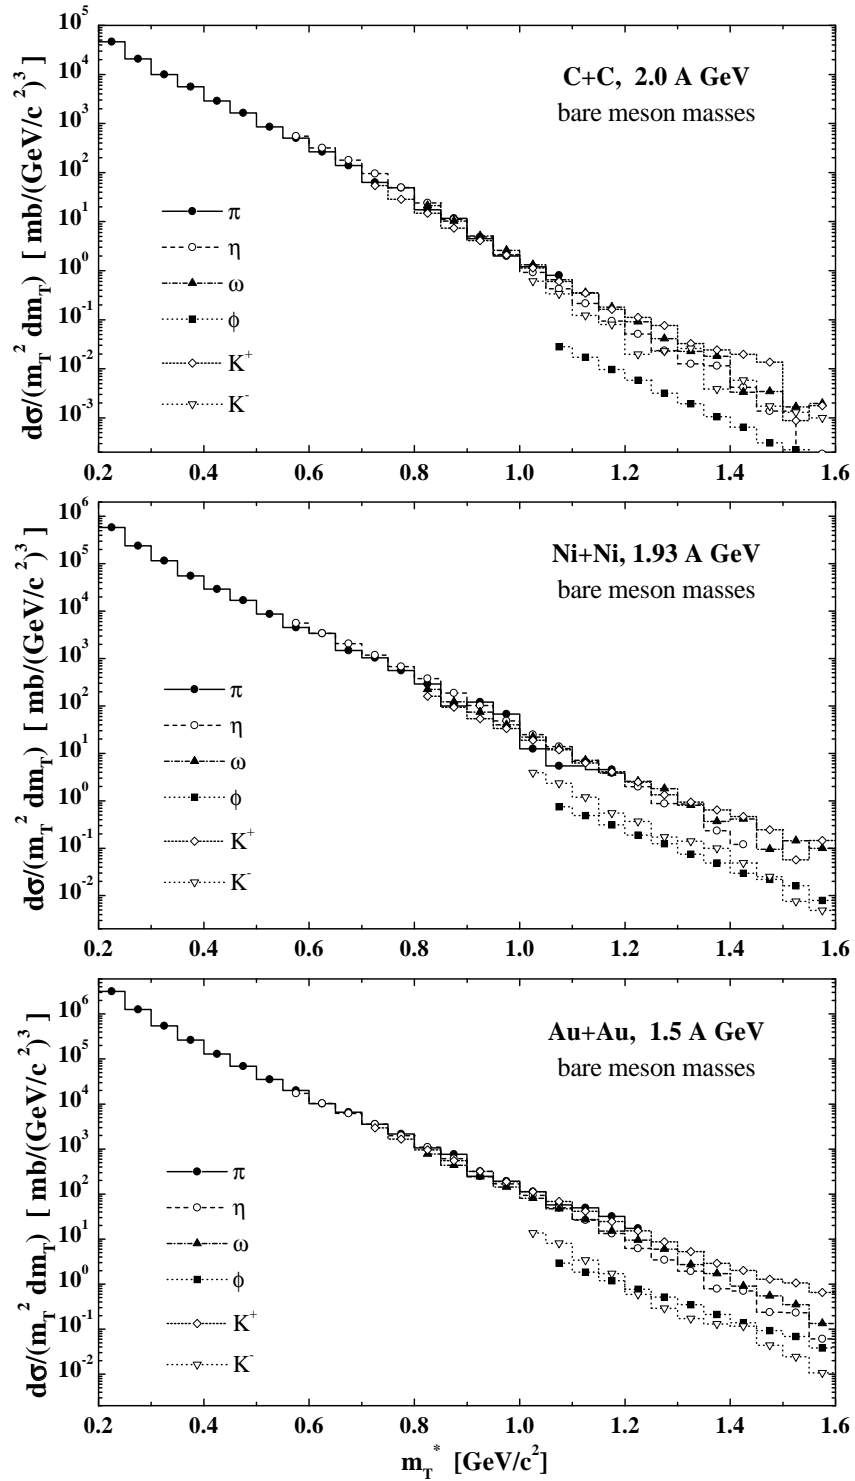 C+C, 2.0 A GeV
bare meson masses
dσ/(m_T^2 dm_T) [ mb/(GeV/c^2)^3 ]
10^5
10^4
10^3
10^2
10^1
10^0
10^-1
10^-2
10^-3
π
η
ω
ϕ
K^+
K^-
0.2 0.4 0.6 0.8 1.0 1.2 1.4 1.6
Ni+Ni, 1.93 A GeV
bare meson masses
dσ/(m_T^2 dm_T) [ mb/(GeV/c^2)^3 ]
10^6
10^5
10^4
10^3
10^2
10^1
10^0
10^-1
10^-2
π
η
ω
ϕ
K^+
K^-
0.2 0.4 0.6 0.8 1.0 1.2 1.4 1.6
Au+Au, 1.5 A GeV
bare meson masses
dσ/(m_T^2 dm_T) [ mb/(GeV/c^2)^3 ]
10^6
10^5
10^4
10^3
10^2
10^1
10^0
10^-1
10^-2
π
η
ω
ϕ
K^+
K^-
0.2 0.4 0.6 0.8 1.0 1.2 1.4 1.6
m_T^* [GeV/c^2]